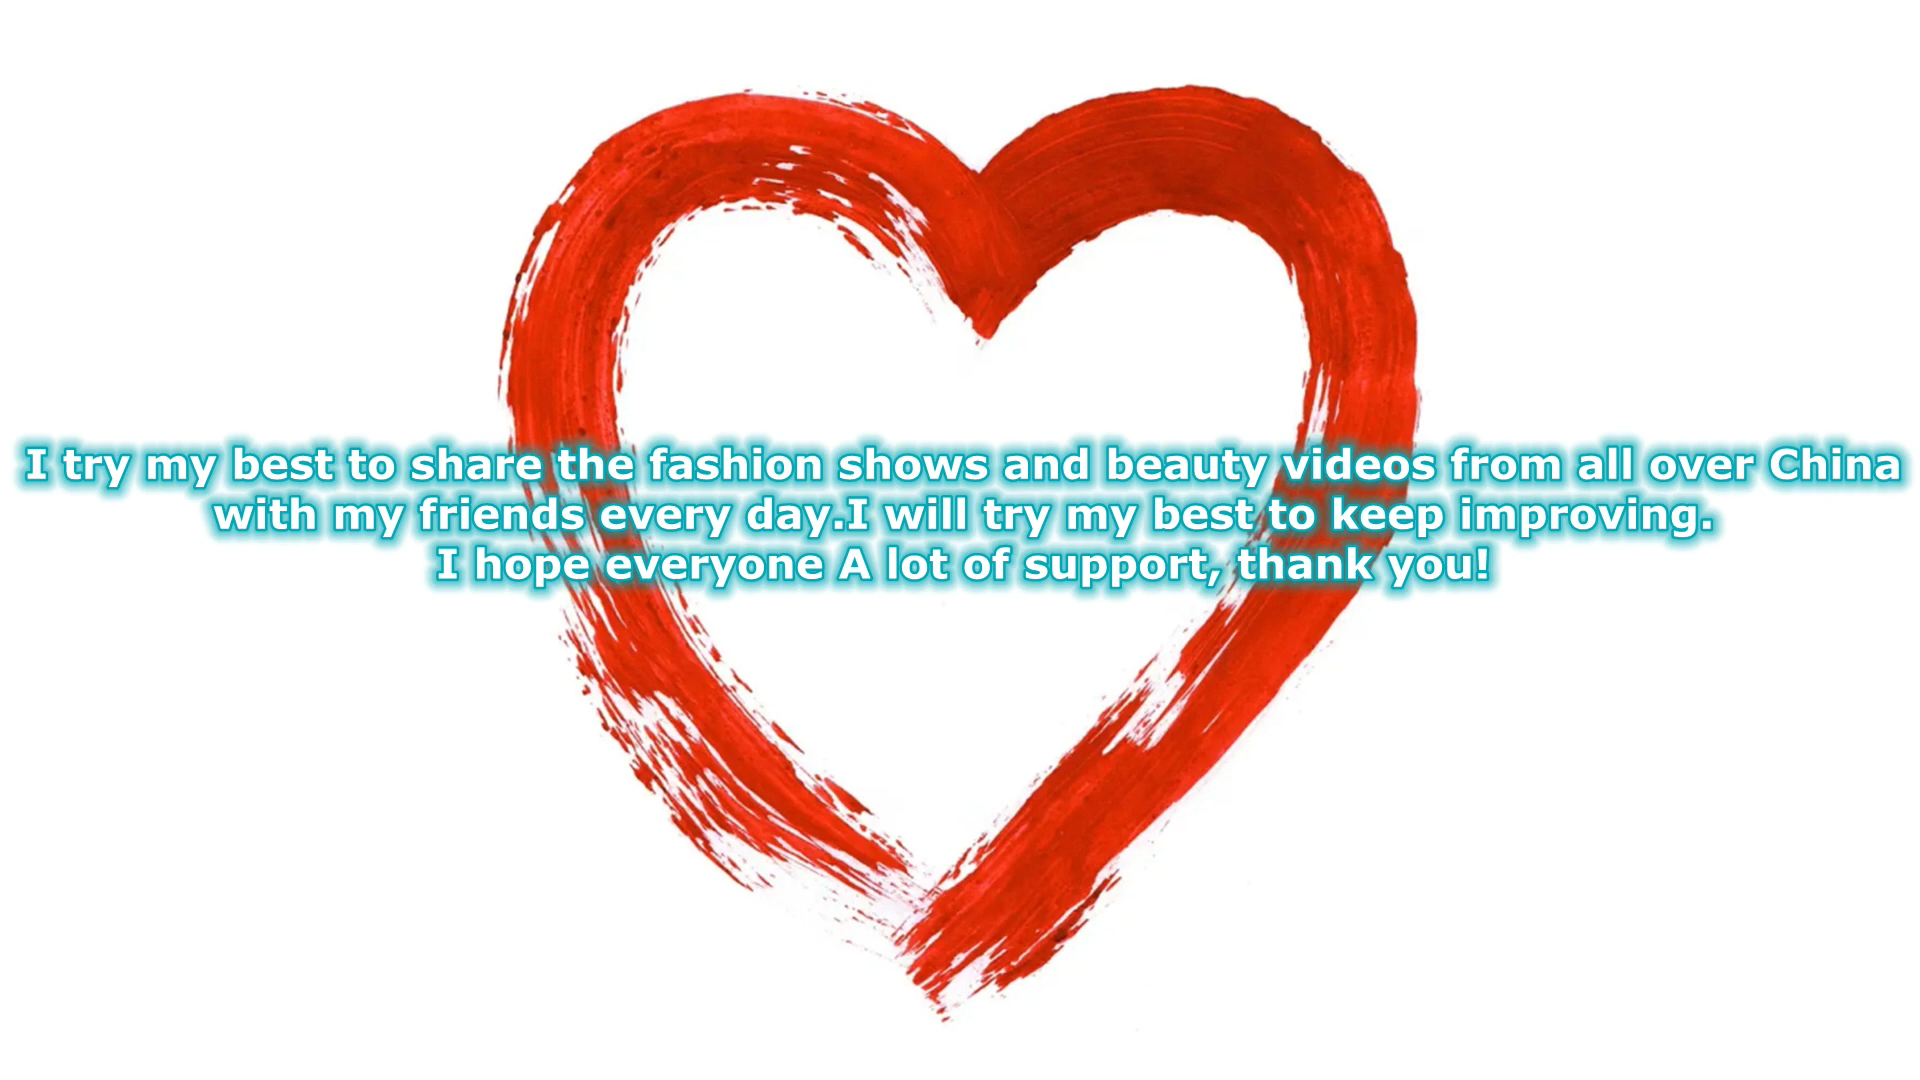 I try my best to share the fashion shows and beauty videos from all over China
with my friends every day.I will try my best to keep improving.
I hope everyone A lot of support, thank you!